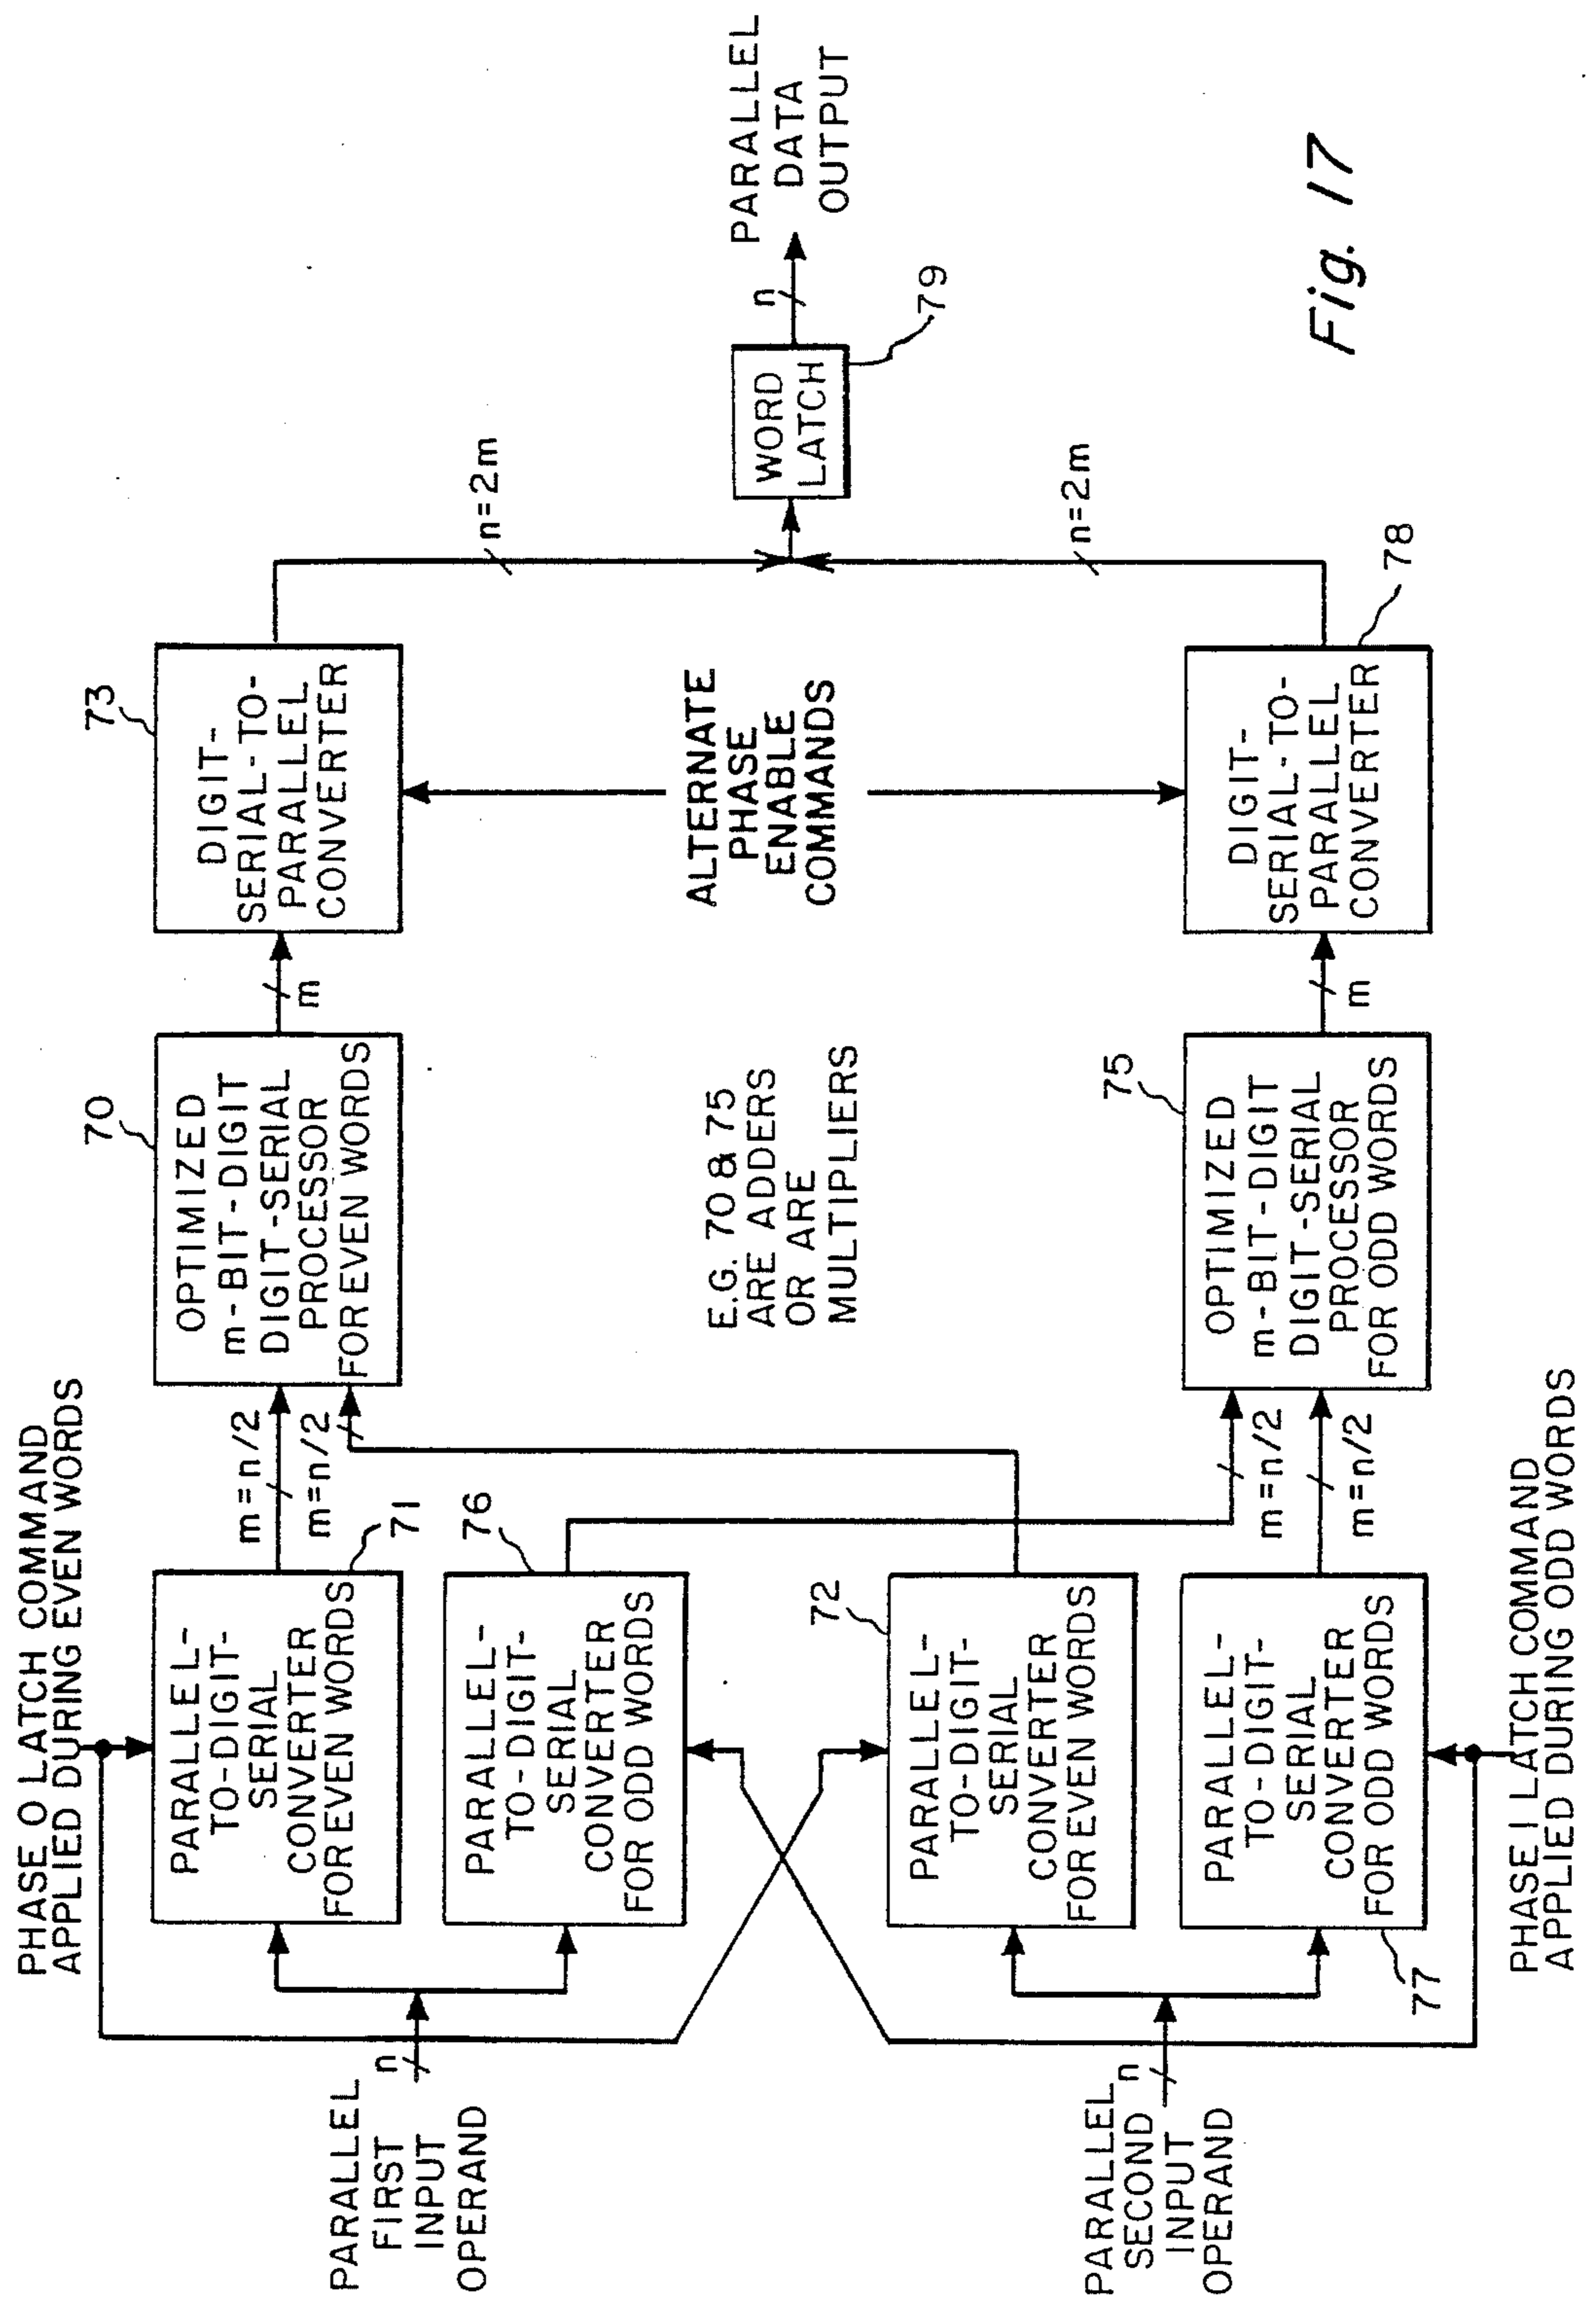 PHASE 0 LATCH COMMAND
APPLIED DURING EVEN WORDS
PARALLEL
FIRST
INPUT
OPERAND
n
PARALLEL-
TO-DIGIT-
SERIAL
CONVERTER
FOR EVEN WORDS
71
m=n/2
m=n/2
PARALLEL-
TO-DIGIT-
SERIAL
CONVERTER
FOR ODD WORDS
76
PARALLEL
SECOND
INPUT
OPERAND
n
PARALLEL-
TO-DIGIT-
SERIAL
CONVERTER
FOR EVEN WORDS
72
PARALLEL-
TO-DIGIT-
SERIAL
CONVERTER
FOR ODD WORDS
77
m=n/2
m=n/2
PHASE 1 LATCH COMMAND
APPLIED DURING ODD WORDS
70
OPTIMIZED
m-BIT-DIGIT
DIGIT-SERIAL
PROCESSOR
FOR EVEN WORDS
m
E.G. 70 & 75
ARE ADDERS
OR ARE
MULTIPLIERS
75
OPTIMIZED
m-BIT-DIGIT
DIGIT-SERIAL
PROCESSOR
FOR ODD WORDS
m
73
DIGIT-
SERIAL-TO-
PARALLEL
CONVERTER
ALTERNATE
PHASE
ENABLE
COMMANDS
DIGIT-
SERIAL-TO-
PARALLEL
CONVERTER
78
n=2m
n=2m
WORD
LATCH
79
n
PARALLEL
DATA
OUTPUT
Fig. 17